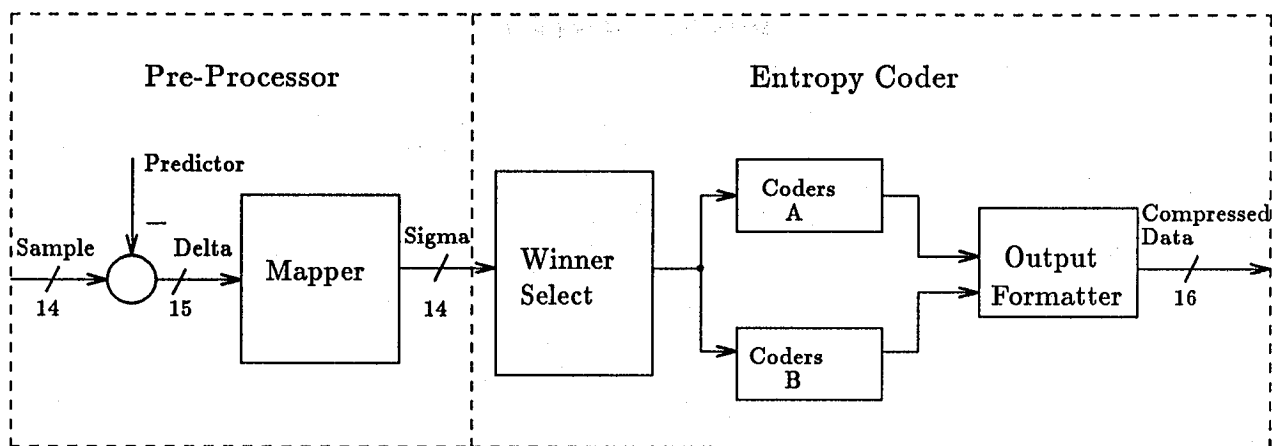 Pre-Processor
Entropy Coder
Predictor
Sample
14
Delta
15
Mapper
Sigma
14
Winner
Select
Coders
A
Coders
B
Output
Formatter
Compressed
Data
16